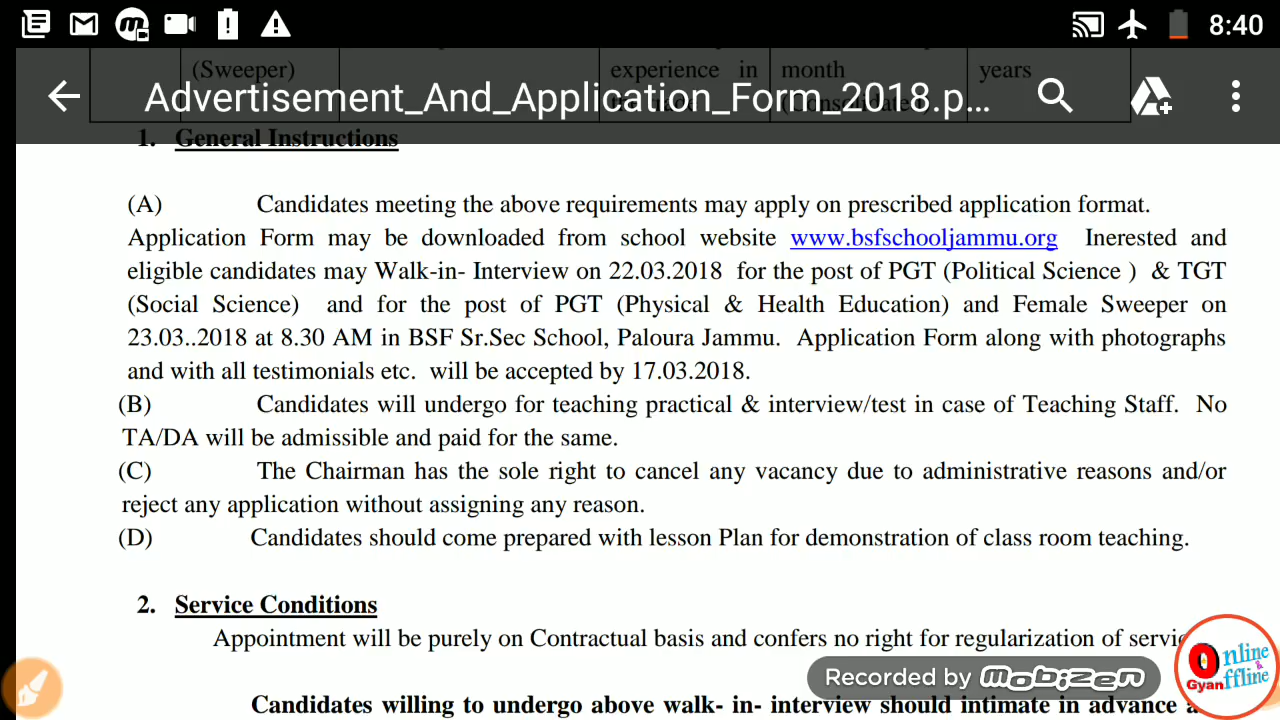 8:40
(Sweeper) experience in month years
Advertisement_And_Application_Form_2018.p...
(Consolidated)
1. General Instructions
(A) Candidates meeting the above requirements may apply on prescribed application format.
Application Form may be downloaded from school website www.bsfschooljammu.org Inerested and
eligible candidates may Walk-in- Interview on 22.03.2018 for the post of PGT (Political Science ) & TGT
(Social Science) and for the post of PGT (Physical & Health Education) and Female Sweeper on
23.03..2018 at 8.30 AM in BSF Sr.Sec School, Paloura Jammu. Application Form along with photographs
and with all testimonials etc. will be accepted by 17.03.2018.
(B) Candidates will undergo for teaching practical & interview/test in case of Teaching Staff. No
TA/DA will be admissible and paid for the same.
(C) The Chairman has the sole right to cancel any vacancy due to administrative reasons and/or
reject any application without assigning any reason.
(D) Candidates should come prepared with lesson Plan for demonstration of class room teaching.
2. Service Conditions
Appointment will be purely on Contractual basis and confers no right for regularization of servic
Recorded by mobizen
Online & Offline Gyan
Candidates willing to undergo above walk- in- interview should intimate in advance a